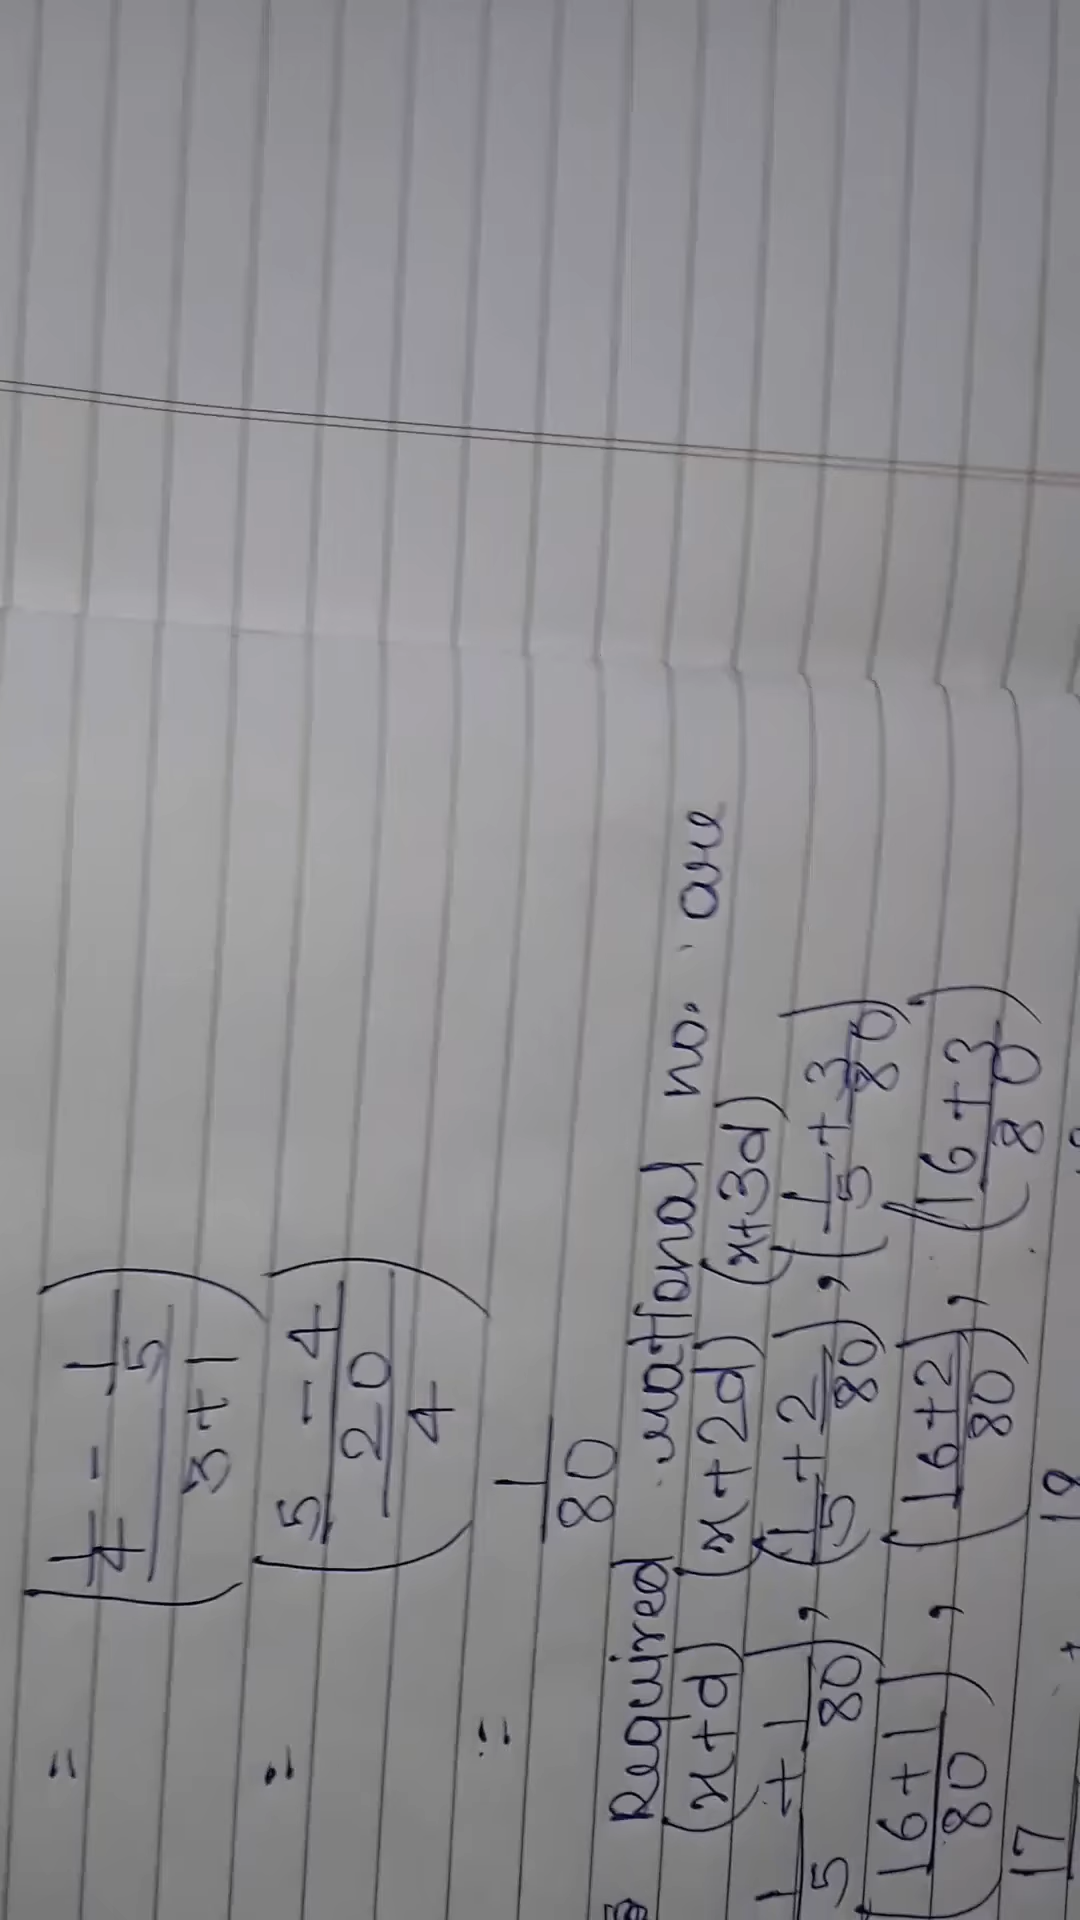 = ( (1/4 - 1/5) / (3+1) )
= ( ((5 - 4)/20) / 4 )
= 1/80
Required rational no. are
(x+d) (x+2d) (x+3d)
(1/5 + 1/80), (1/5 + 2/80), (1/5 + 3/80)
(16+1/80), (16+2/80), (16+3/80)
17 , 18